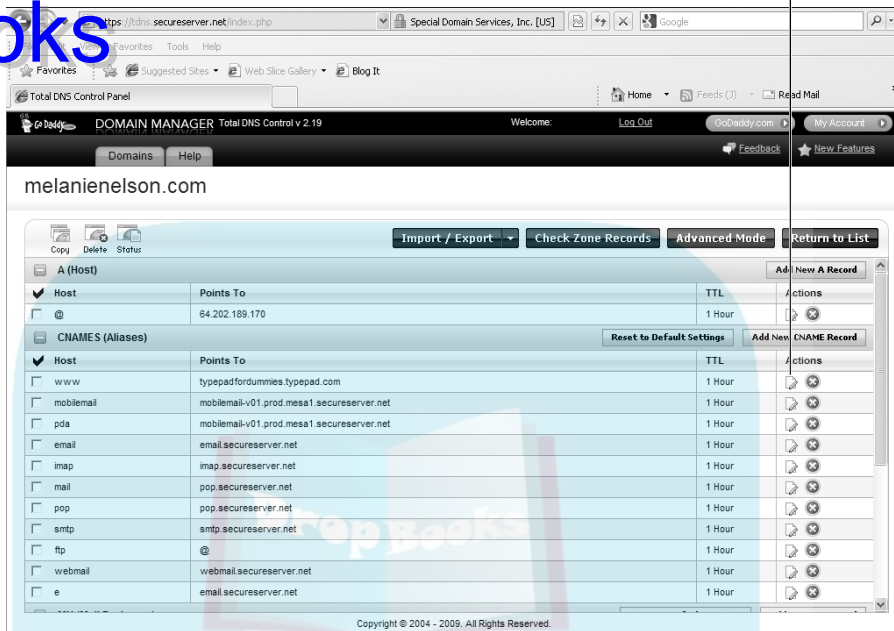 oks
https://tdns.secureserver.net/index.php Special Domain Services, Inc. [US] Google
View Favorites Tools Help
Favorites Suggested Sites Web Slice Gallery Blog It
Total DNS Control Panel Home Feeds (J) Read Mail
Go Daddy.com DOMAIN MANAGER Total DNS Control v 2.19 Welcome: Log Out GoDaddy.com My Account
Domains Help Feedback New Features
melanienelson.com
Copy Delete Status Import / Export Check Zone Records Advanced Mode Return to List
A (Host) Add New A Record
Host Points To TTL Actions
@ 64.202.189.170 1 Hour
CNAMES (Aliases) Reset to Default Settings Add New CNAME Record
Host Points To TTL Actions
www typepadfordummies.typepad.com 1 Hour
mobilemail mobilemail-v01.prod.mesa1.secureserver.net 1 Hour
pda mobilemail-v01.prod.mesa1.secureserver.net 1 Hour
email email.secureserver.net 1 Hour
imap imap.secureserver.net 1 Hour
mail pop.secureserver.net 1 Hour
pop pop.secureserver.net 1 Hour
smtp smtp.secureserver.net 1 Hour
ftp @ 1 Hour
webmail webmail.secureserver.net 1 Hour
e email.secureserver.net 1 Hour
DropBooks
Copyright © 2004 - 2009. All Rights Reserved.